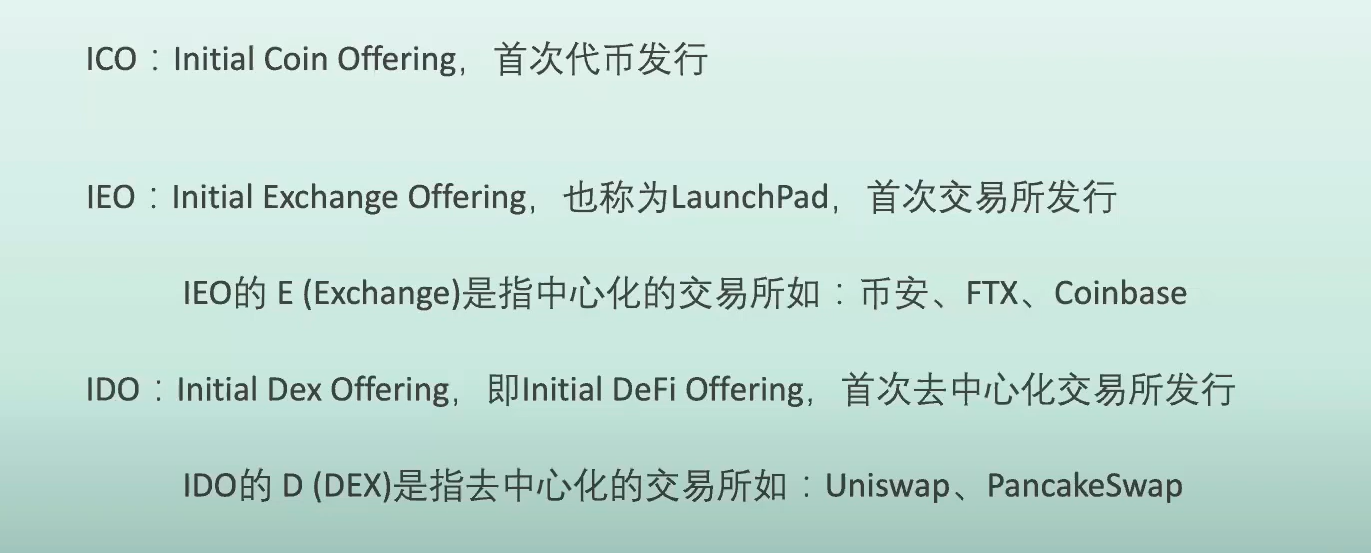 ICO：Initial Coin Offering，首次代币发行
IEO：Initial Exchange Offering，也称为LaunchPad，首次交易所发行
IEO的 E (Exchange)是指中心化的交易所如：币安、FTX、Coinbase
IDO：Initial Dex Offering，即Initial DeFi Offering，首次去中心化交易所发行
IDO的 D (DEX)是指去中心化的交易所如：Uniswap、PancakeSwap